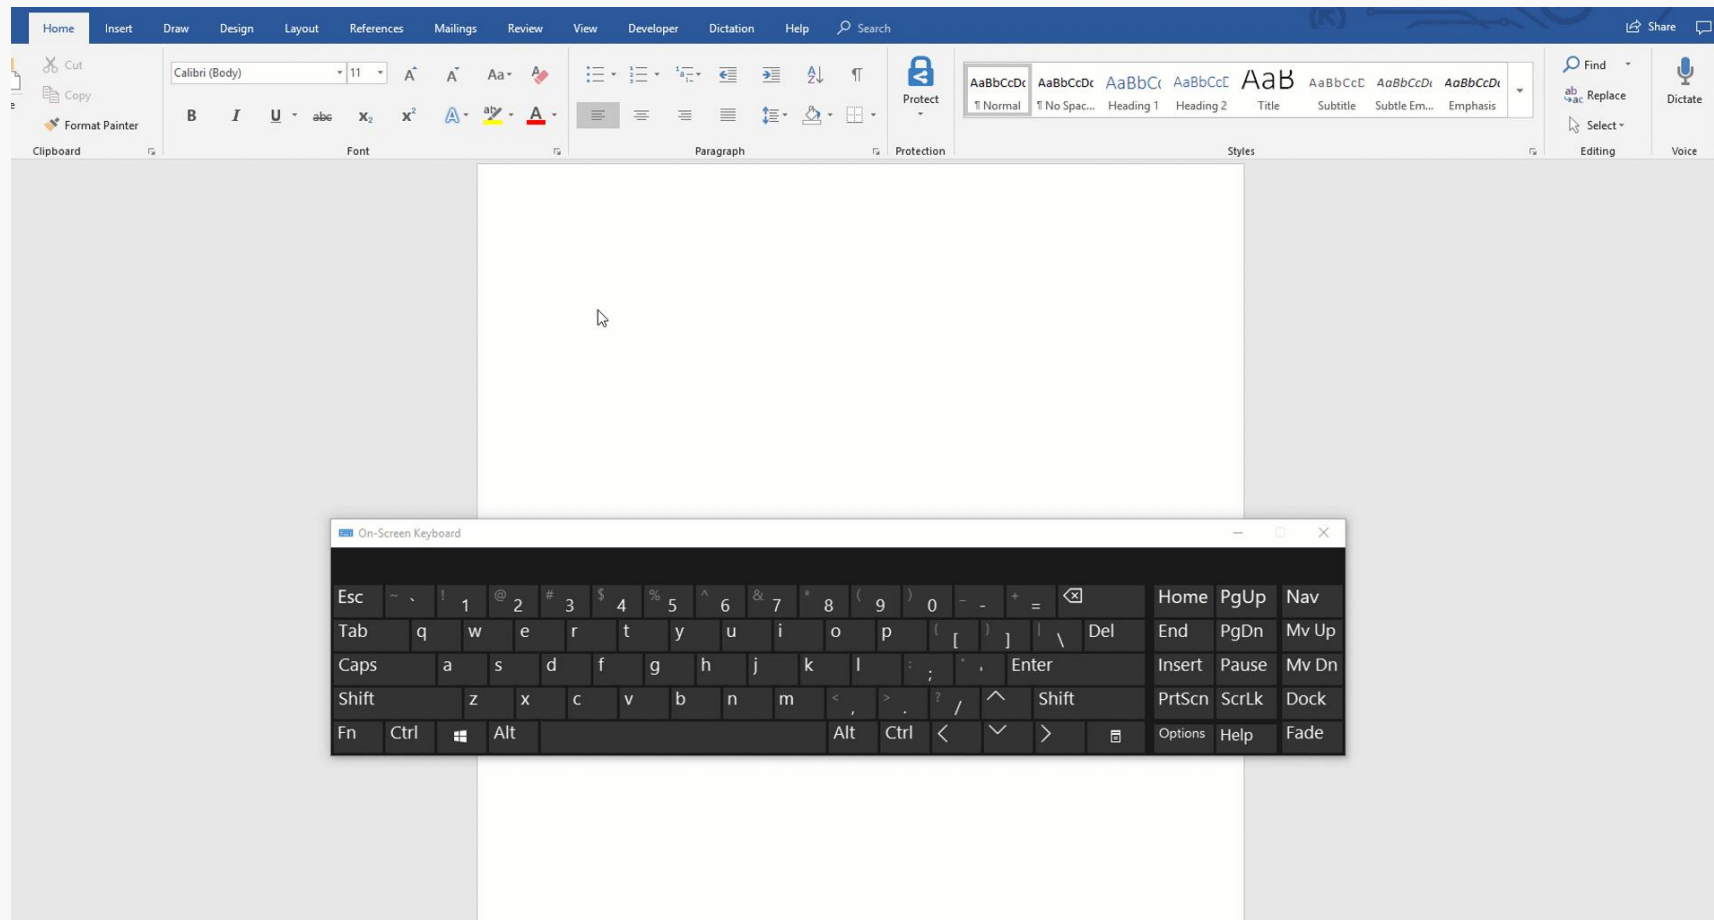 Home Insert Draw Design Layout References Mailings Review View Developer Dictation Help Search Share
Cut
Copy
Format Painter
Clipboard
Calibri (Body) 11 A A Aa A
B I U abc X₂ X² A aby A
Font
Paragraph
Protect
Protection
AaBbCcDc AaBbCcDc AaBbCc AaBbCcD AaB AaBbCcD AaBbCcDc AaBbCcDc
¶ Normal ¶ No Spac... Heading 1 Heading 2 Title Subtitle Subtle Em... Emphasis
Styles
Find
Replace
Select
Editing
Dictate
Voice
On-Screen Keyboard
Esc ~ ` ! 1 @ 2 # 3 $ 4 % 5 ^ 6 & 7 * 8 ( 9 ) 0 _ - + = Home PgUp Nav
Tab q w e r t y u i o p { [ } ] | \ Del End PgDn Mv Up
Caps a s d f g h j k l : ; " ' Enter Insert Pause Mv Dn
Shift z x c v b n m < , > . ? / Shift PrtScn ScrLk Dock
Fn Ctrl Alt Alt Ctrl Options Help Fade